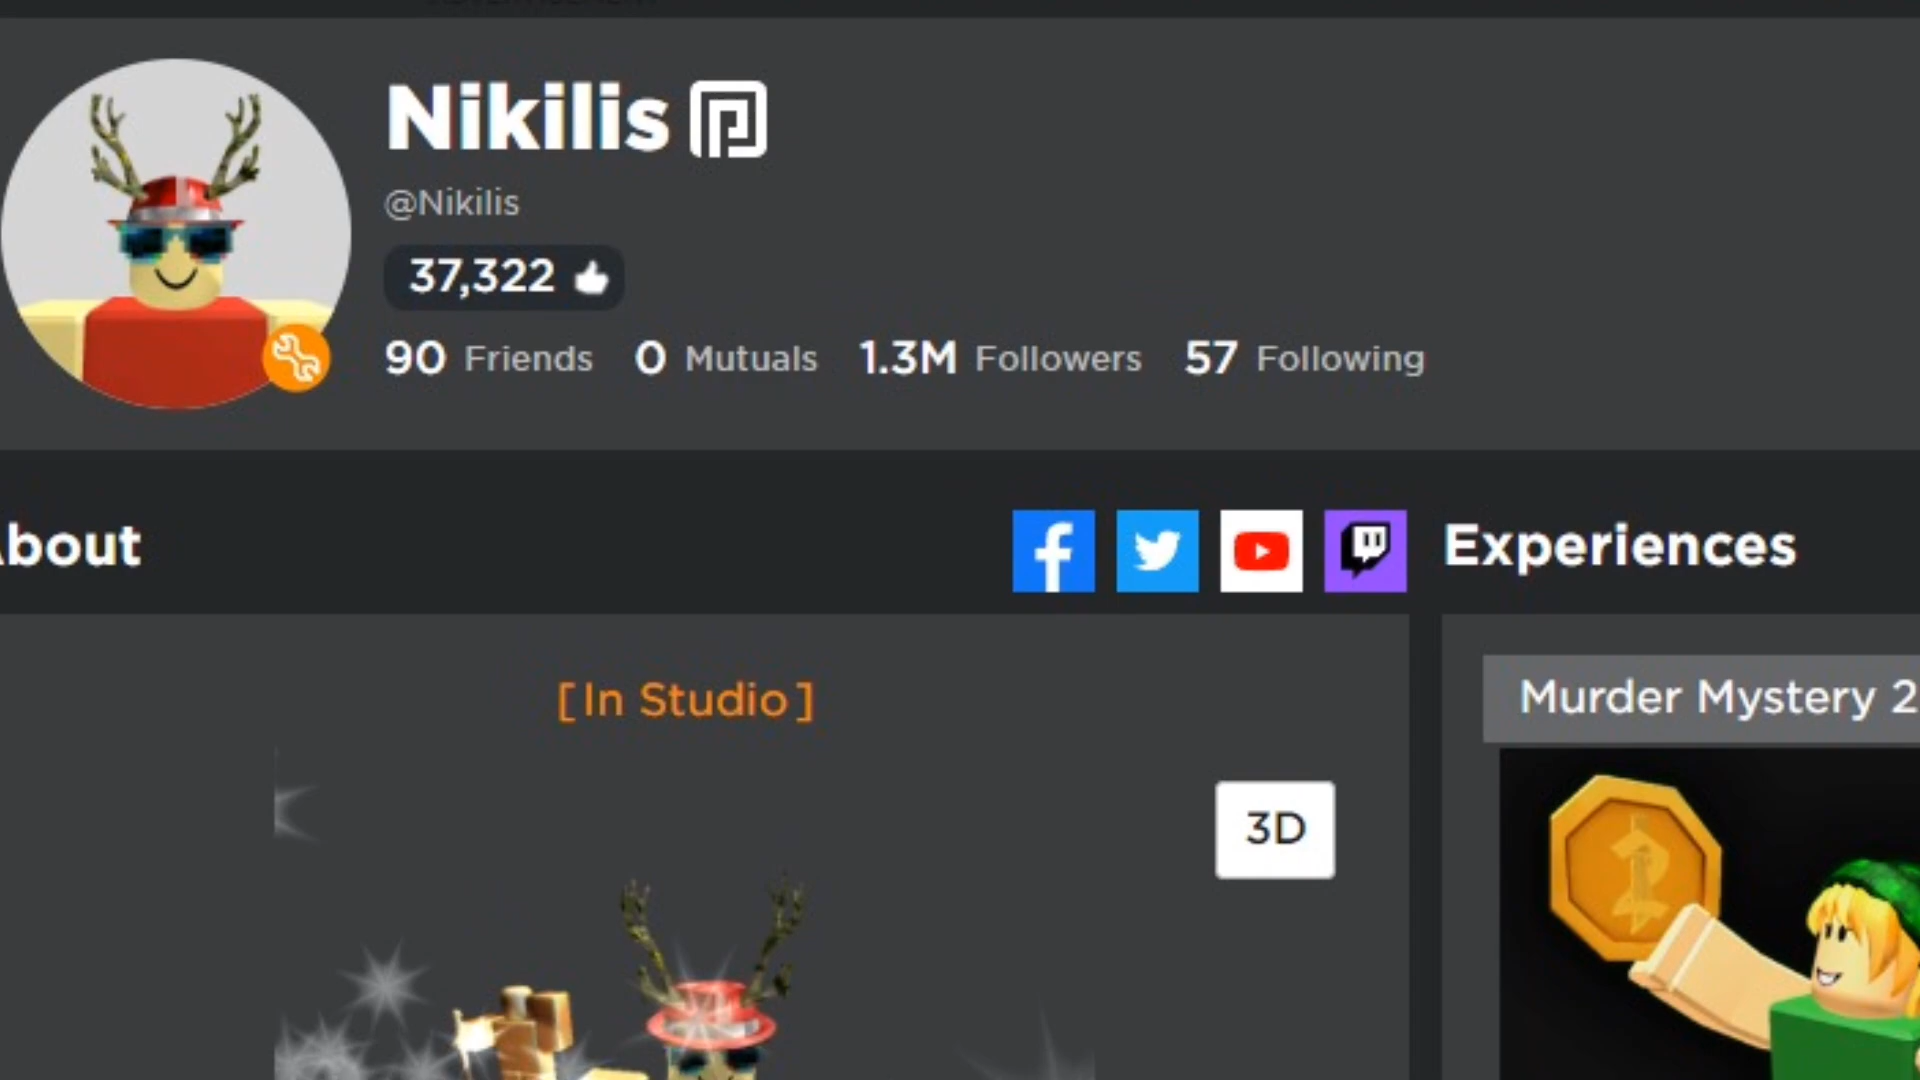 Nikilis
@Nikilis
37,322
90 Friends 0 Mutuals 1.3M Followers 57 Following
About
Experiences
[ In Studio ]
Murder Mystery 2
3D